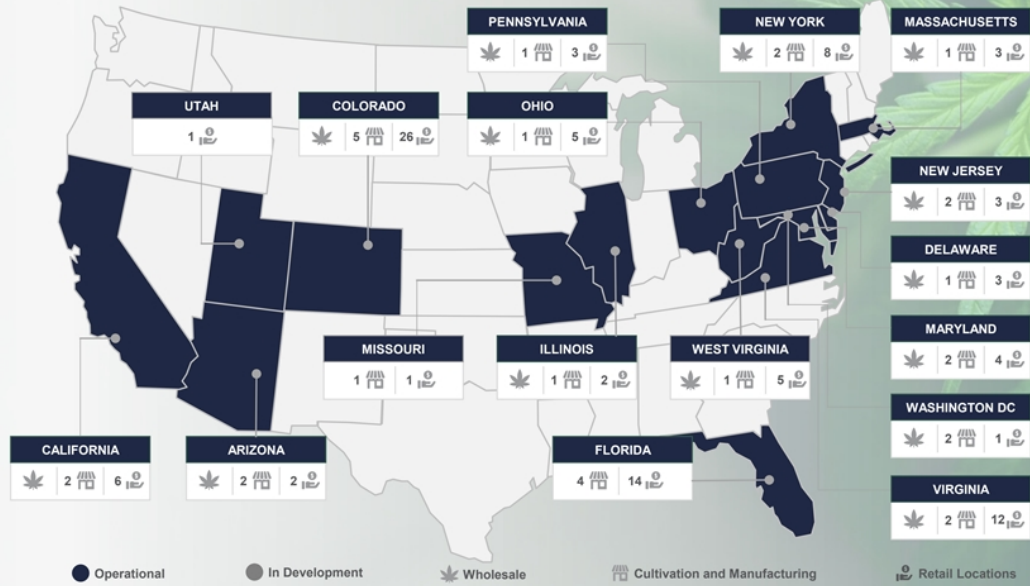 PENNSYLVANIA
1 3
NEW YORK
2 8
MASSACHUSETTS
1 3
UTAH
1
COLORADO
5 26
OHIO
1 5
NEW JERSEY
2 3
DELAWARE
1 3
MARYLAND
2 4
MISSOURI
1 1
ILLINOIS
1 2
WEST VIRGINIA
1 5
WASHINGTON DC
2 1
CALIFORNIA
2 6
ARIZONA
2 2
FLORIDA
4 14
VIRGINIA
2 12
Operational
In Development
Wholesale
Cultivation and Manufacturing
Retail Locations